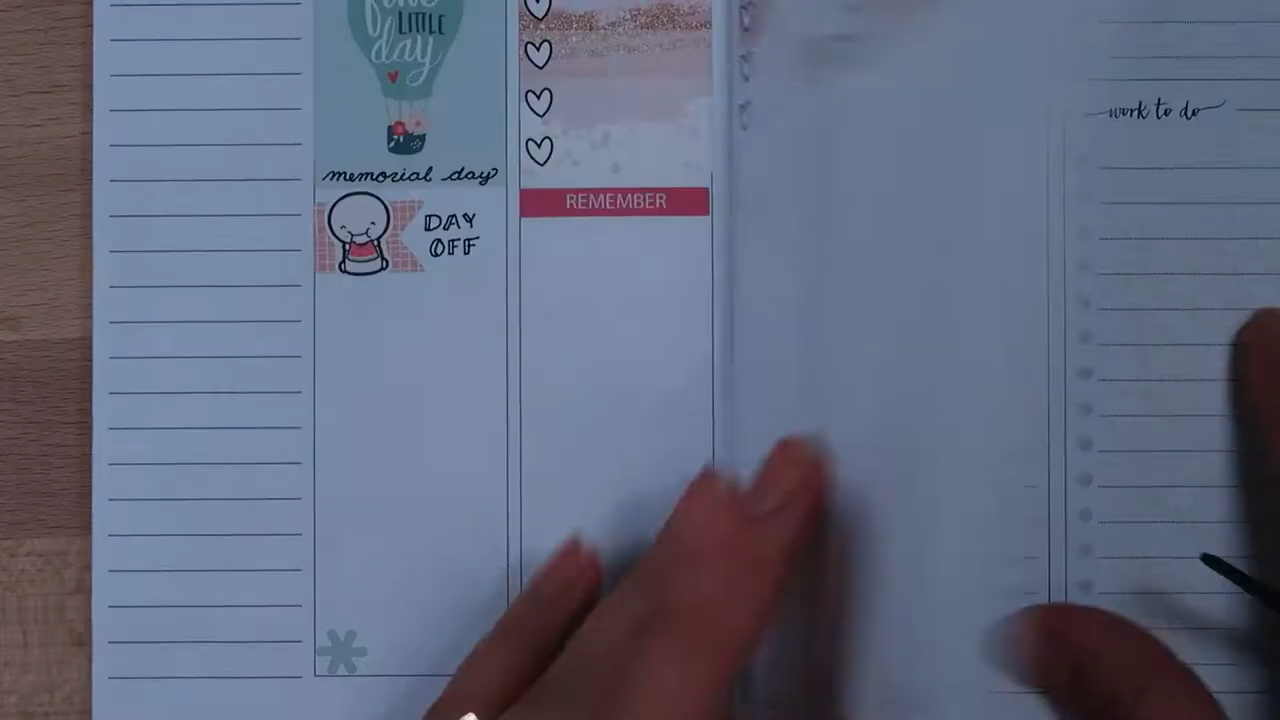 fine
LITTLE
day
memorial day
DAY
OFF
REMEMBER
work to do